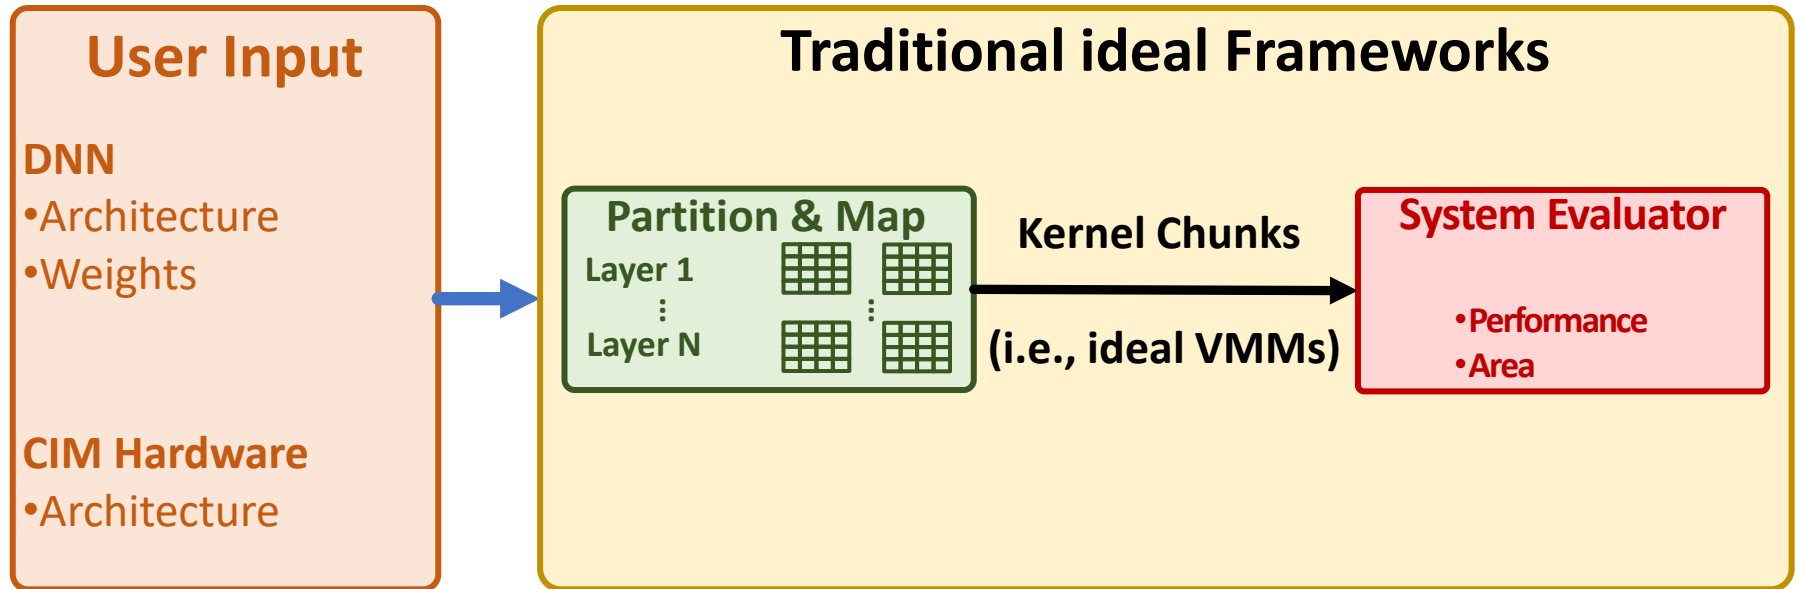 User Input
DNN
•Architecture
•Weights
CIM Hardware
•Architecture
Traditional ideal Frameworks
Partition & Map
Layer 1
⋮
⋮
Layer N
Kernel Chunks
(i.e., ideal VMMs)
System Evaluator
•Performance
•Area